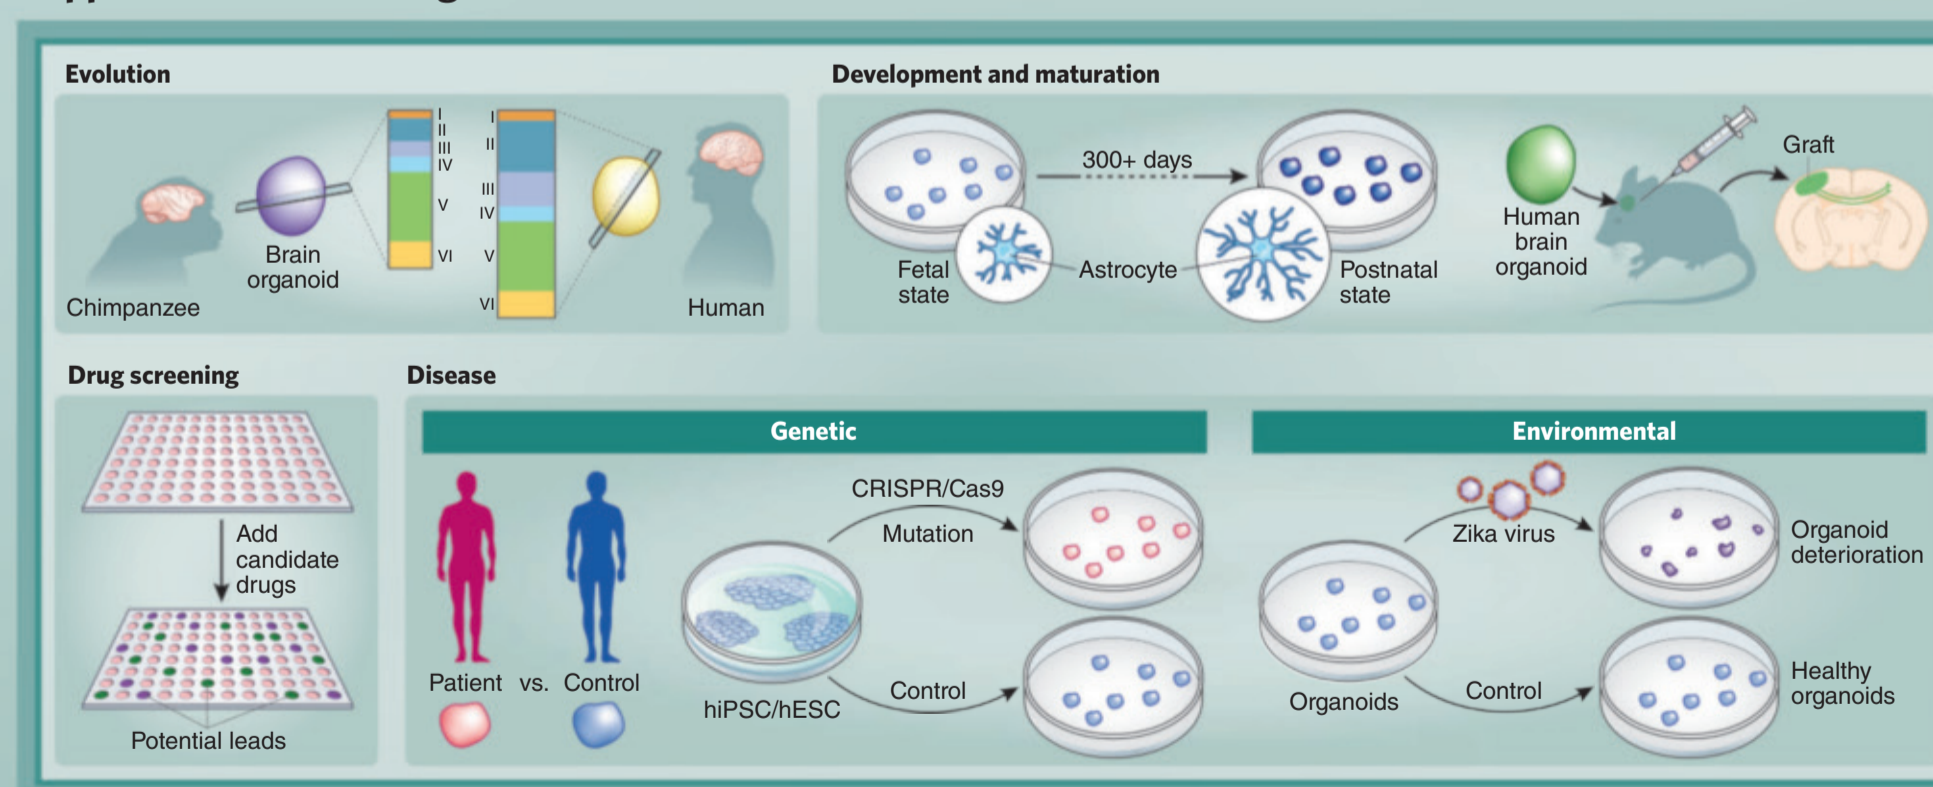 Evolution
I
II
III
IV
V
VI
I
II
III
IV
V
VI
Brain
organoid
Chimpanzee
Human
Development and maturation
300+ days
Fetal
state
Astrocyte
Postnatal
state
Human
brain
organoid
Graft
Drug screening
Add
candidate
drugs
Potential leads
Disease
Genetic
Patient vs. Control
hiPSC/hESC
CRISPR/Cas9
Mutation
Control
Environmental
Organoids
Zika virus
Control
Organoid
deterioration
Healthy
organoids